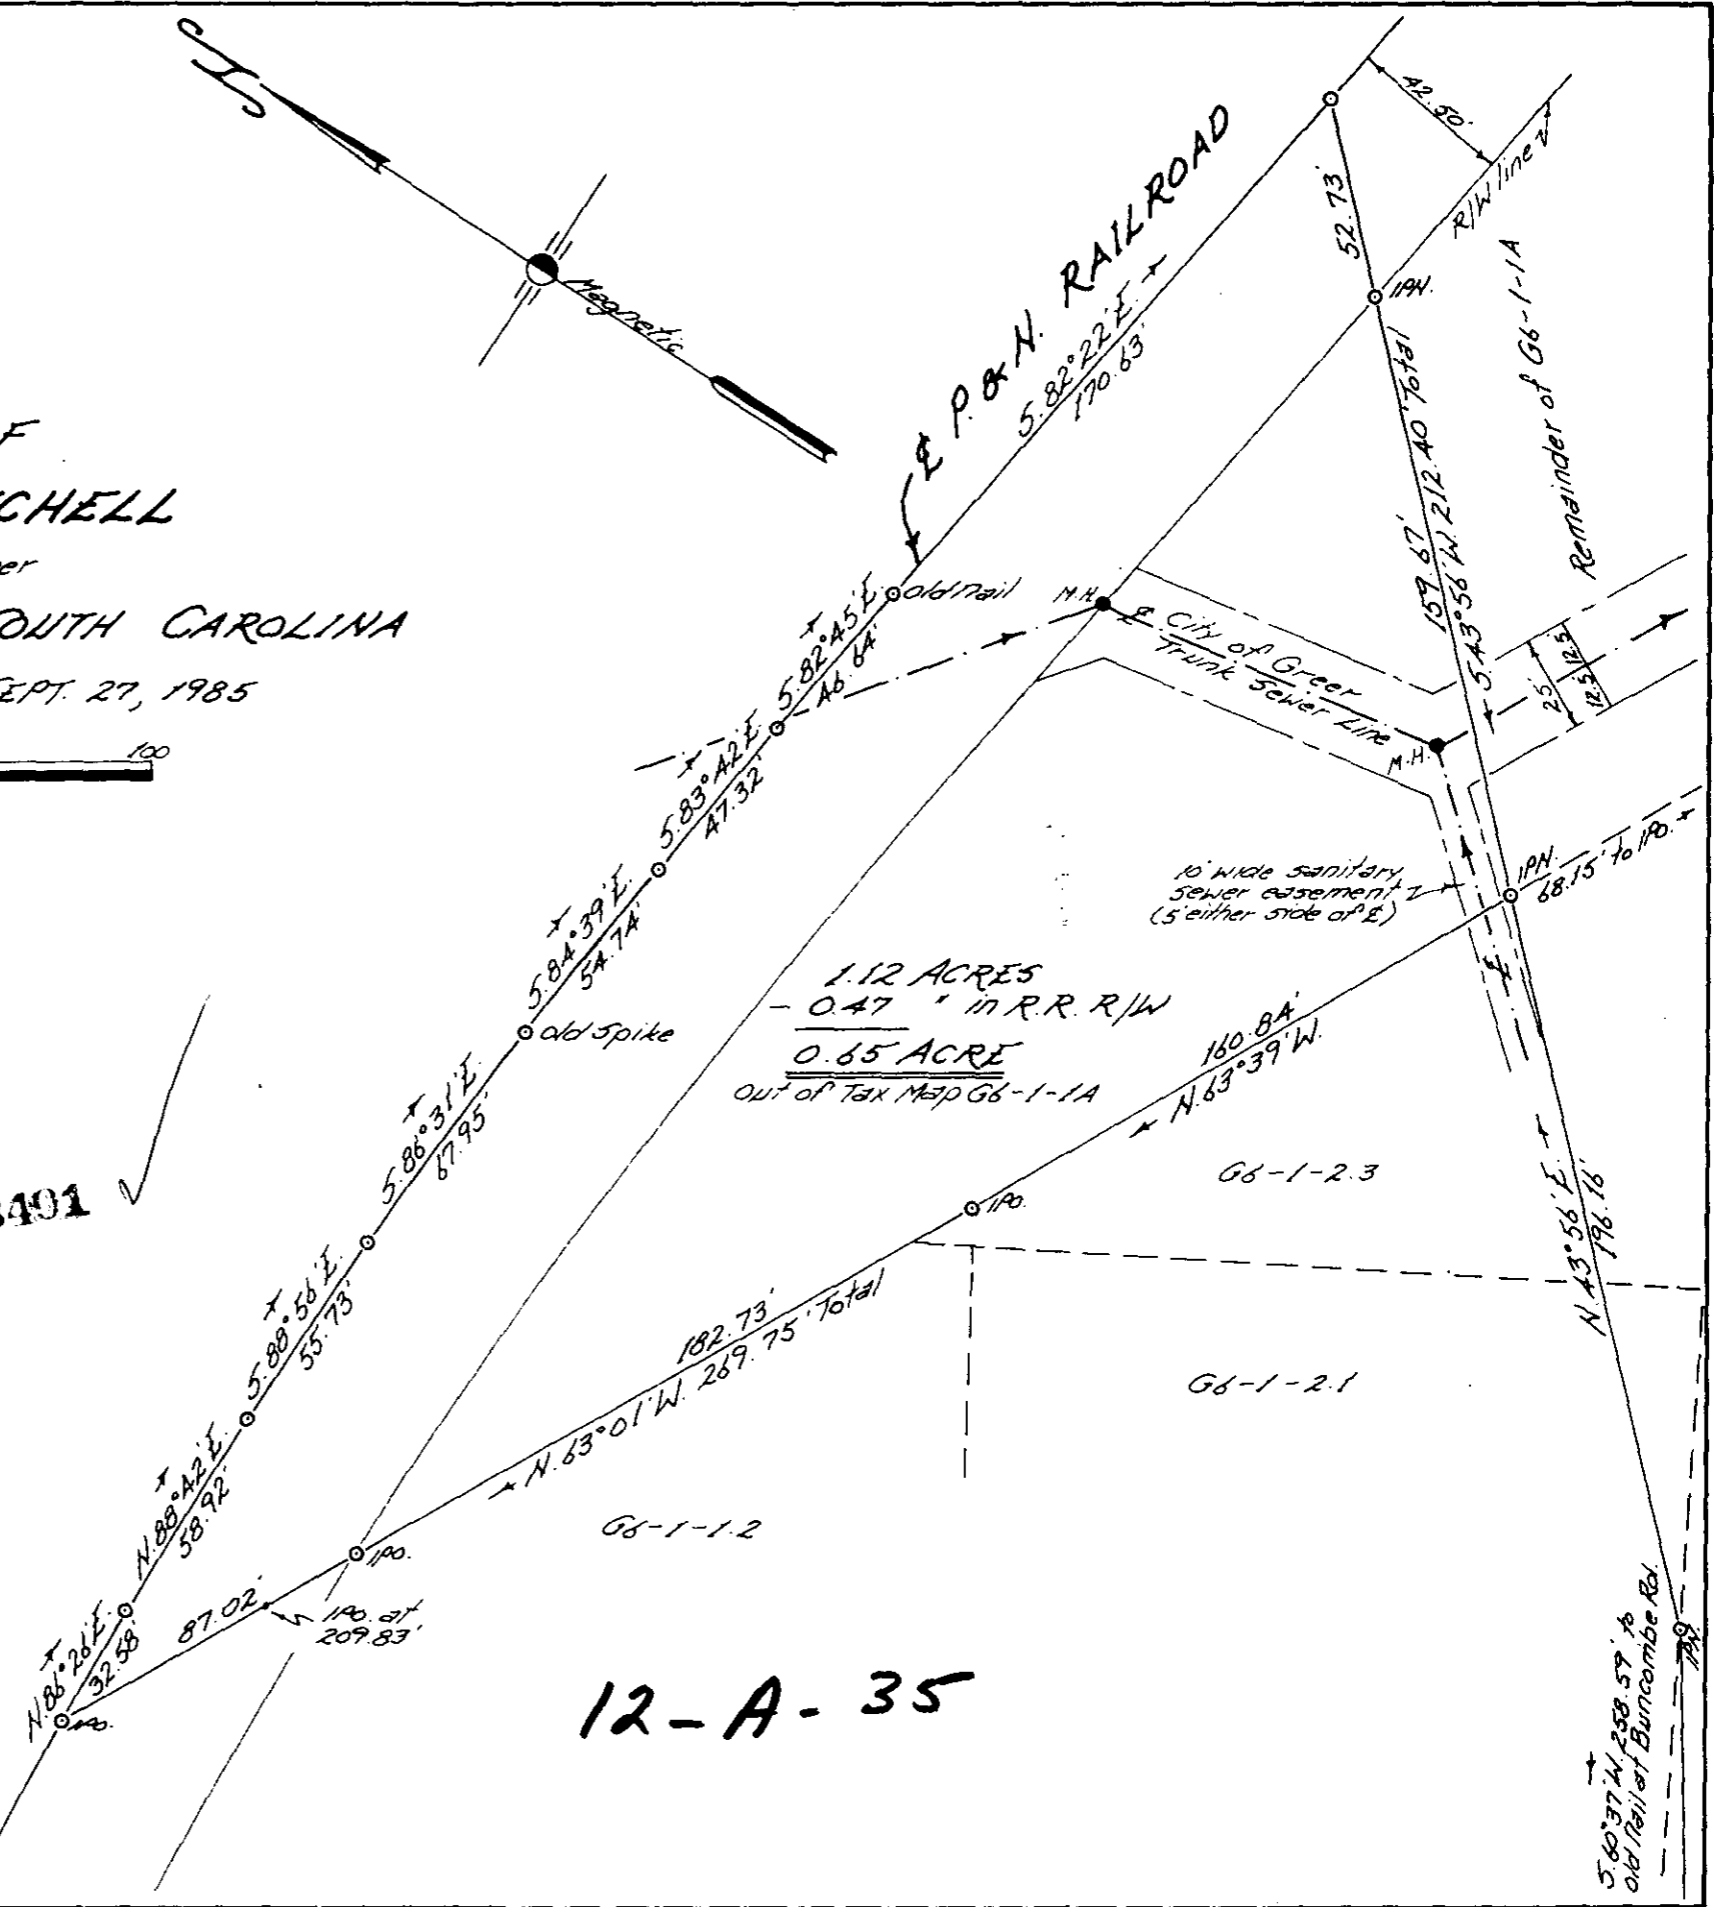 N
Magnetic
42.50'
R/W line
52.73'
IPN.
℄ P. & N. RAILROAD
S.82°22'E.
170.63'
159.67'
S.43°56'W. 212.40' Total
Remainder of G6-1-1A
F
CHELL
er
OUTH CAROLINA
EPT. 27, 1985
100
old nail
M.H.
S.82°45'E.
46.64'
℄ City of Greer
Trunk Sewer Line
M.H.
25'
12.5'
12.5'
S.83°42'E.
47.32'
S.84°39'E.
54.74'
old spike
10' wide sanitary
sewer easement
(5' either side of ℄)
℄
IPN.
68.15' to IPO.
1.12 ACRES
- 0.47 " in R.R. R/W
0.65 ACRE
out of Tax Map G6-1-1A
160.84'
N.63°39'W.
S.86°31'E.
67.95'
401
G6-1-2.3
IPO.
N.43°56'E.
196.16'
S.88°56'E.
55.73'
182.73'
N.63°01'W. 269.75' Total
G6-1-2.1
N.88°42'E.
58.92'
G6-1-1.2
IPO.
87.02'
IPO. at
209.83'
N.86°26'E.
32.58'
IPO.
12-A-35
IPN.
S.60°37'W. 258.59' to
old nail at Buncombe Rd.